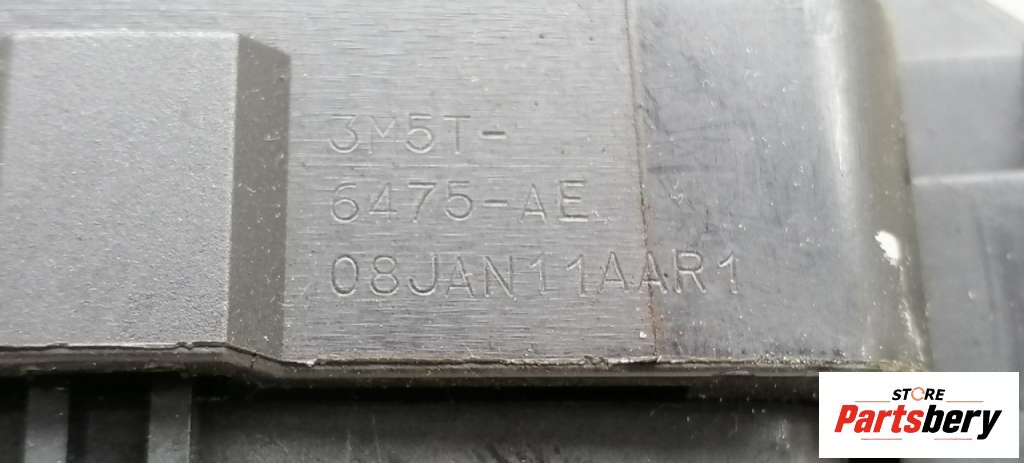 3M5T-
6475-AE
08JAN11AAR1
STORE
Partsbery